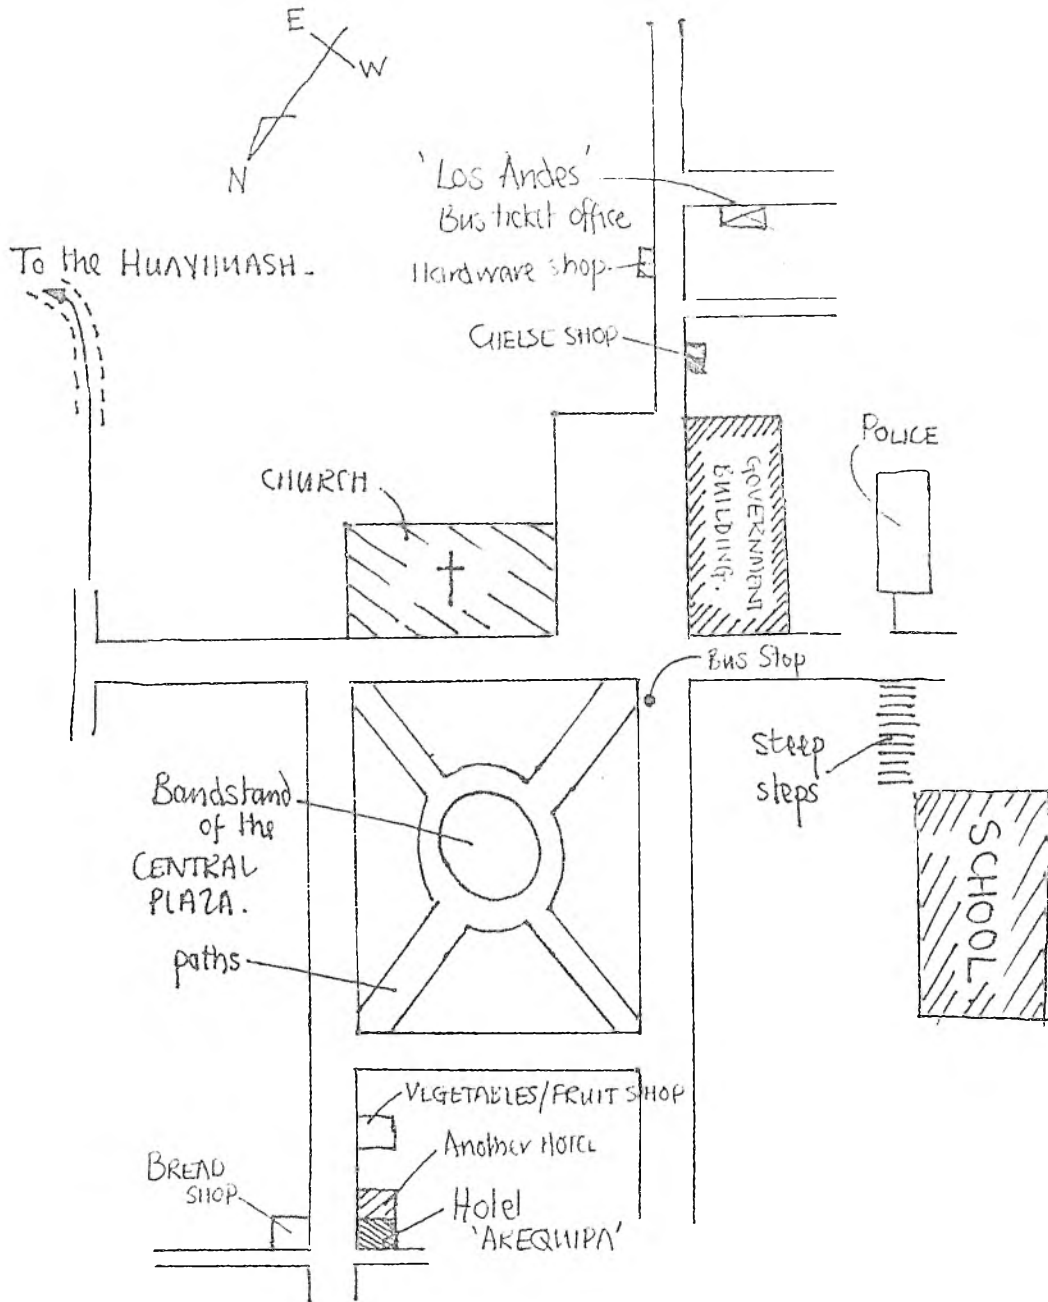 E
W
N
'Los Andes'
Bus ticket office
To the HUAYHUASH.
Hardware shop.
CHEESE SHOP
POLICE
CHURCH.
GOVERNMENT
BUILDING.
Bus Stop
steep
steps
Bandstand
of the
CENTRAL
PLAZA.
SCHOOL
paths
VEGETABLES/FRUIT SHOP
Another HOTEL
BREAD
SHOP.
Hotel
'AREQUIPA'